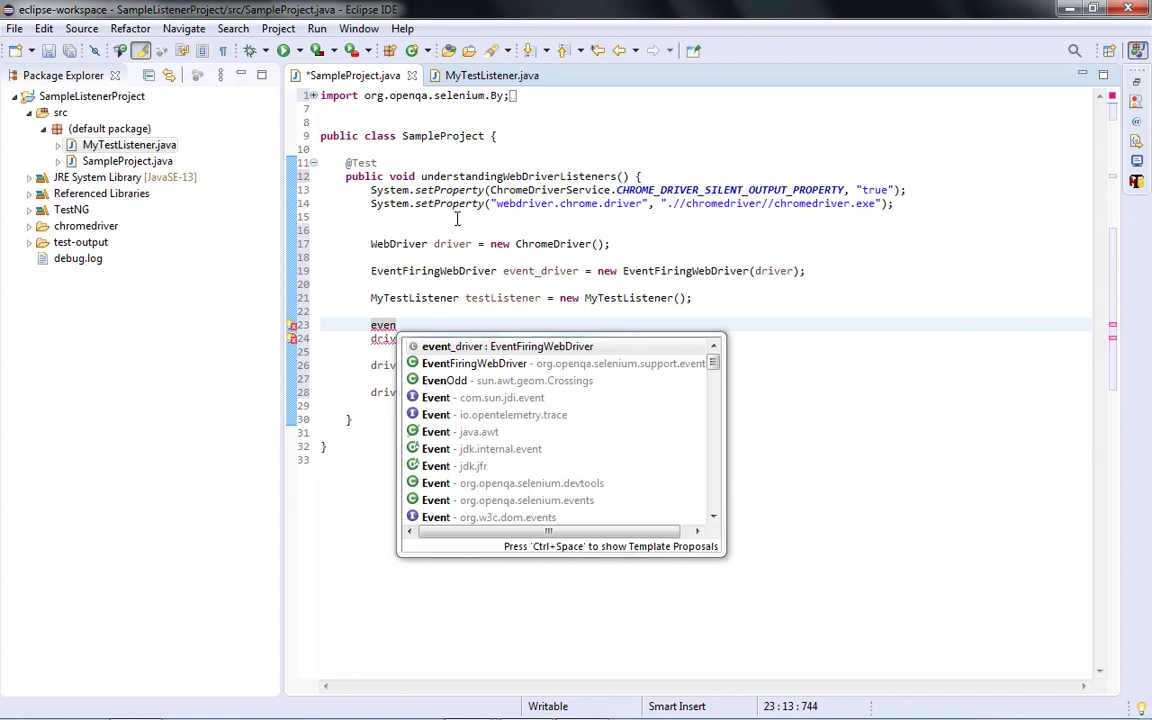 eclipse-workspace - SampleListenerProject/src/SampleProject.java - Eclipse IDE
File Edit Source Refactor Navigate Search Project Run Window Help
Package Explorer
*SampleProject.java
MyTestListener.java
SampleListenerProject
src
(default package)
MyTestListener.java
SampleProject.java
JRE System Library [JavaSE-13]
Referenced Libraries
TestNG
chromedriver
test-output
debug.log
1 import org.openqa.selenium.By;
7
8
9 public class SampleProject {
10
11 @Test
12 public void understandingWebDriverListeners() {
13 System.setProperty(ChromeDriverService.CHROME_DRIVER_SILENT_OUTPUT_PROPERTY, "true");
14 System.setProperty("webdriver.chrome.driver", ".//chromedriver//chromedriver.exe");
15
16
17 WebDriver driver = new ChromeDriver();
18
19 EventFiringWebDriver event_driver = new EventFiringWebDriver(driver);
20
21 MyTestListener testListener = new MyTestListener();
22
23 even
24 driv
25
26 driv
27
28 driv
29
30 }
31
32 }
33
event_driver : EventFiringWebDriver
EventFiringWebDriver - org.openqa.selenium.support.event
EvenOdd - sun.awt.geom.Crossings
Event - com.sun.jdi.event
Event - io.opentelemetry.trace
Event - java.awt
Event - jdk.internal.event
Event - jdk.jfr
Event - org.openqa.selenium.devtools
Event - org.openqa.selenium.events
Event - org.w3c.dom.events
Press 'Ctrl+Space' to show Template Proposals
Writable Smart Insert 23 : 13 : 744